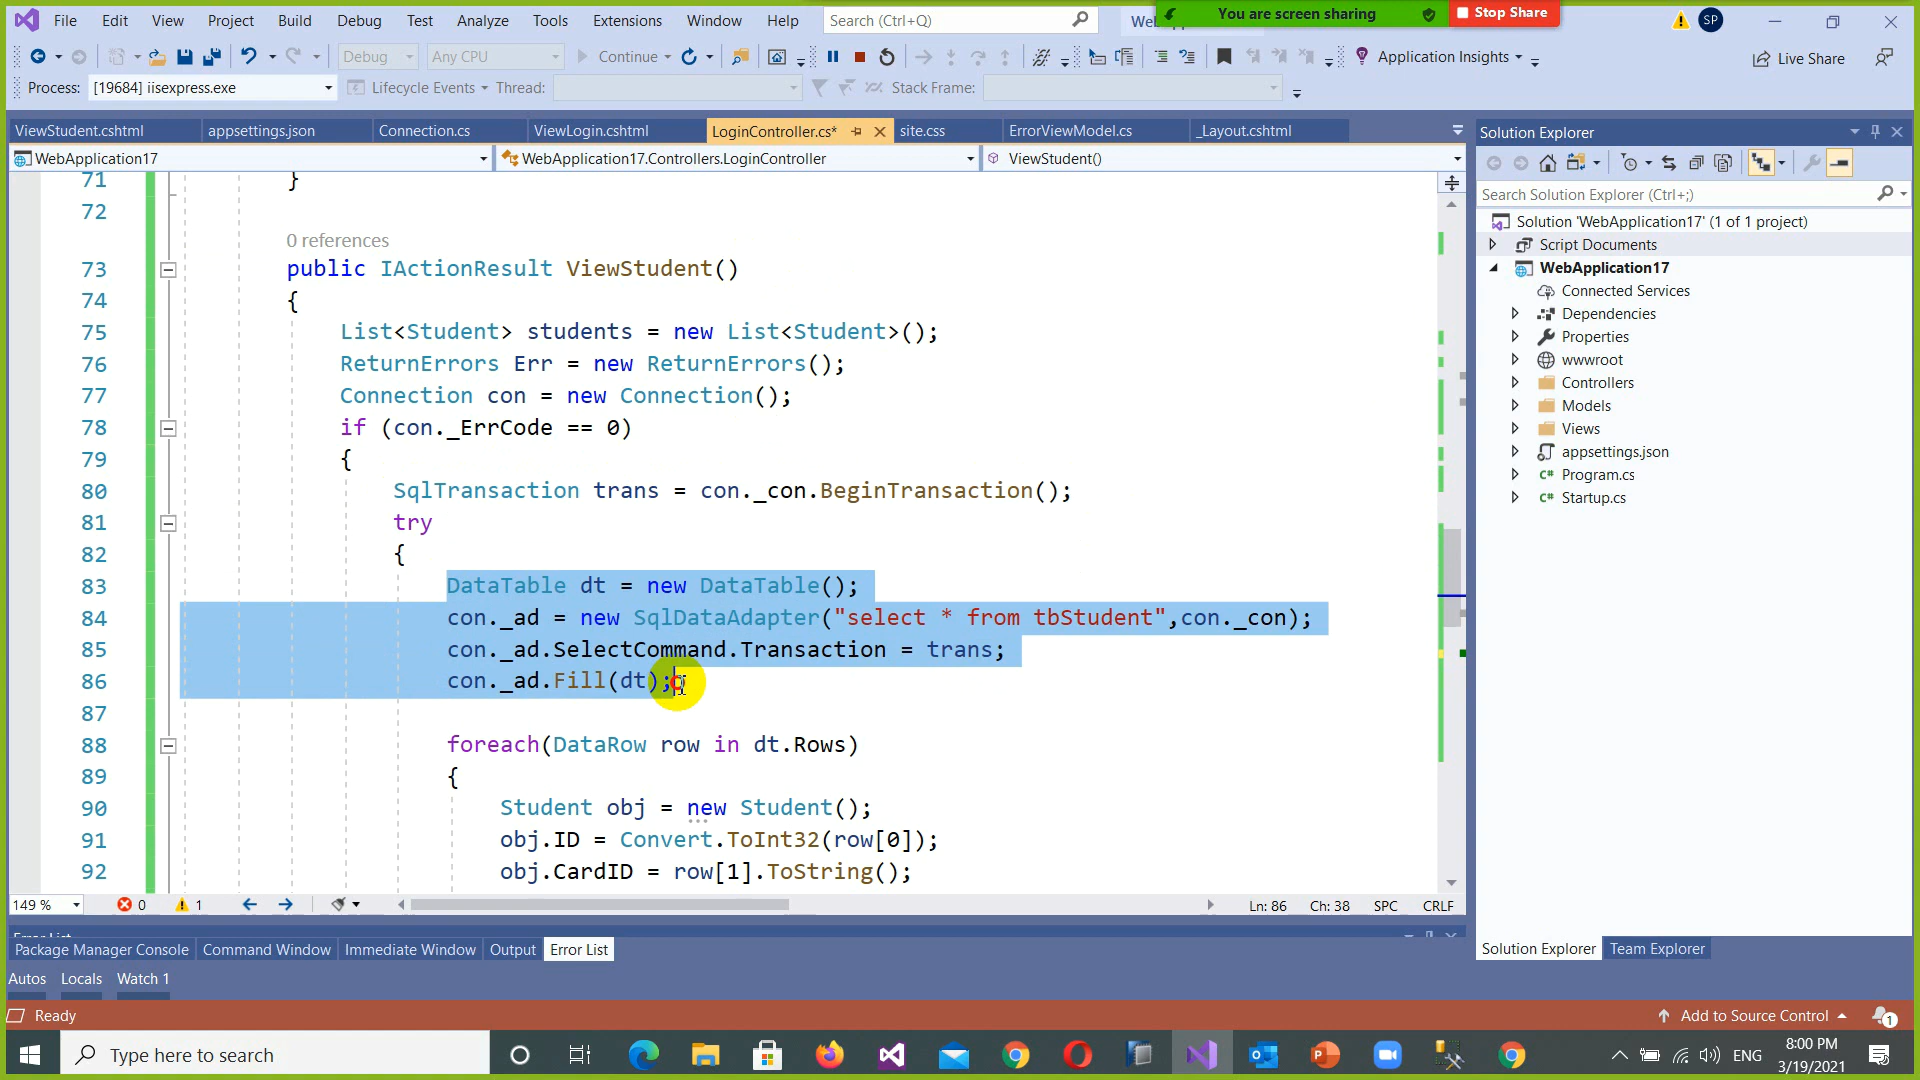 File Edit View Project Build Debug Test Analyze Tools Extensions Window Help Search (Ctrl+Q) You are screen sharing Stop Share SP
Debug Any CPU Continue Application Insights Live Share
Process: [19684] iisexpress.exe Lifecycle Events Thread: Stack Frame:
ViewStudent.cshtml appsettings.json Connection.cs ViewLogin.cshtml LoginController.cs* site.css ErrorViewModel.cs _Layout.cshtml
WebApplication17 WebApplication17.Controllers.LoginController ViewStudent()
71 }
72
0 references
73 public IActionResult ViewStudent()
74 {
75 List<Student> students = new List<Student>();
76 ReturnErrors Err = new ReturnErrors();
77 Connection con = new Connection();
78 if (con._ErrCode == 0)
79 {
80 SqlTransaction trans = con._con.BeginTransaction();
81 try
82 {
83 DataTable dt = new DataTable();
84 con._ad = new SqlDataAdapter("select * from tbStudent",con._con);
85 con._ad.SelectCommand.Transaction = trans;
86 con._ad.Fill(dt);
87
88 foreach(DataRow row in dt.Rows)
89 {
90 Student obj = new Student();
91 obj.ID = Convert.ToInt32(row[0]);
92 obj.CardID = row[1].ToString();
149 % 0 1 Ln: 86 Ch: 38 SPC CRLF
Package Manager Console Command Window Immediate Window Output Error List
Autos Locals Watch 1
Solution Explorer
Search Solution Explorer (Ctrl+;)
Solution 'WebApplication17' (1 of 1 project)
Script Documents
WebApplication17
Connected Services
Dependencies
Properties
wwwroot
Controllers
Models
Views
appsettings.json
Program.cs
Startup.cs
Solution Explorer Team Explorer
Ready Add to Source Control 1
Type here to search ENG 8:00 PM
3/19/2021